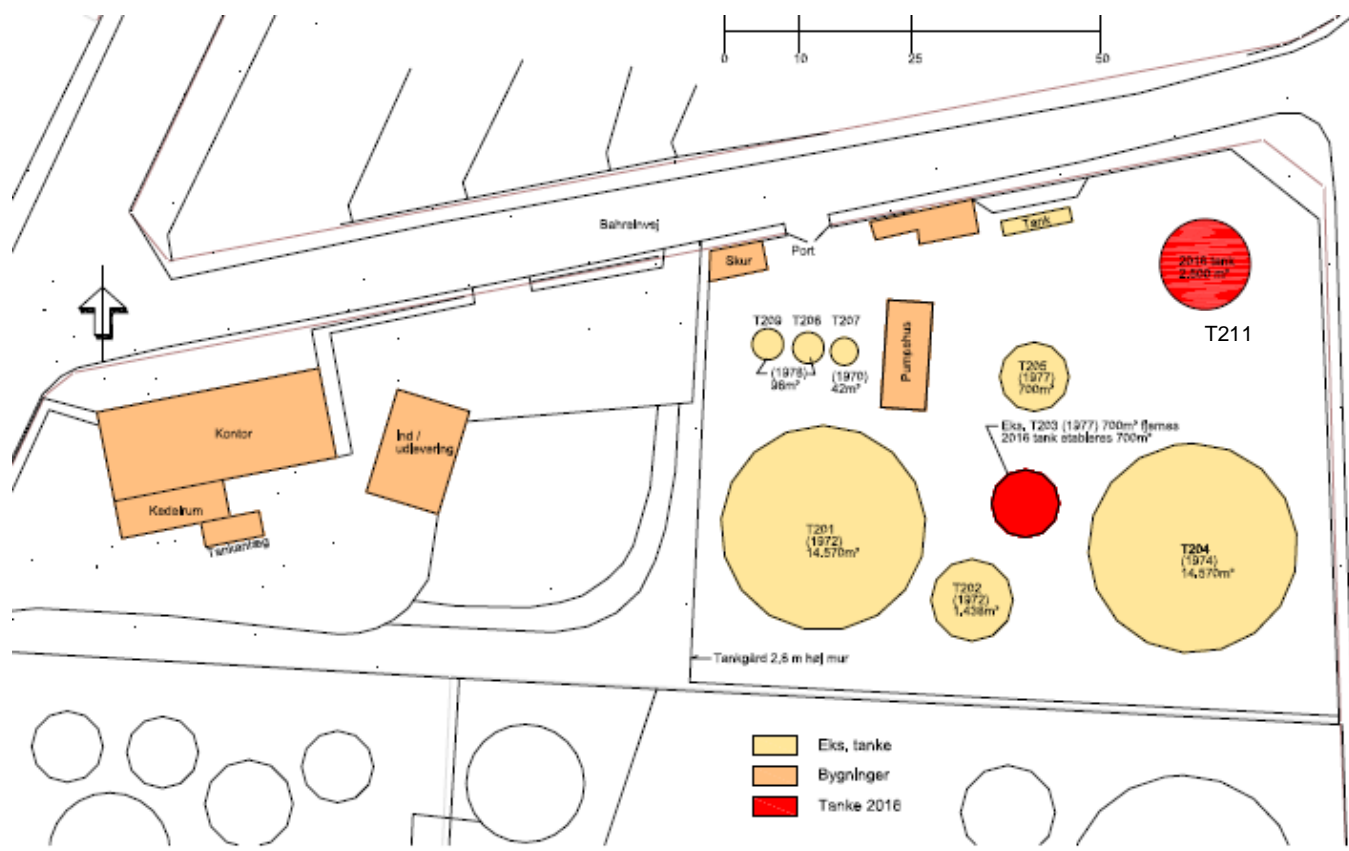 0 10 25 50
Bahrainvej
Port
Skur
Tank
2016 tank
2.500 m³
T211
T209 T206 T207
(1976)
98m³
(1970)
42m³
Pumpehus
T205
(1977)
700m³
Eks, T203 (1977) 700m³ fjernes
2016 tank etableres 700m³
Kontor
Ind /
udlevering
Kedelrum
Tankanlæg
T201
(1972)
14.570m³
T204
(1974)
14.570m³
T202
(1972)
1.438m³
Tankgård 2,5 m høj mur
Eks, tanke
Bygninger
Tanke 2016